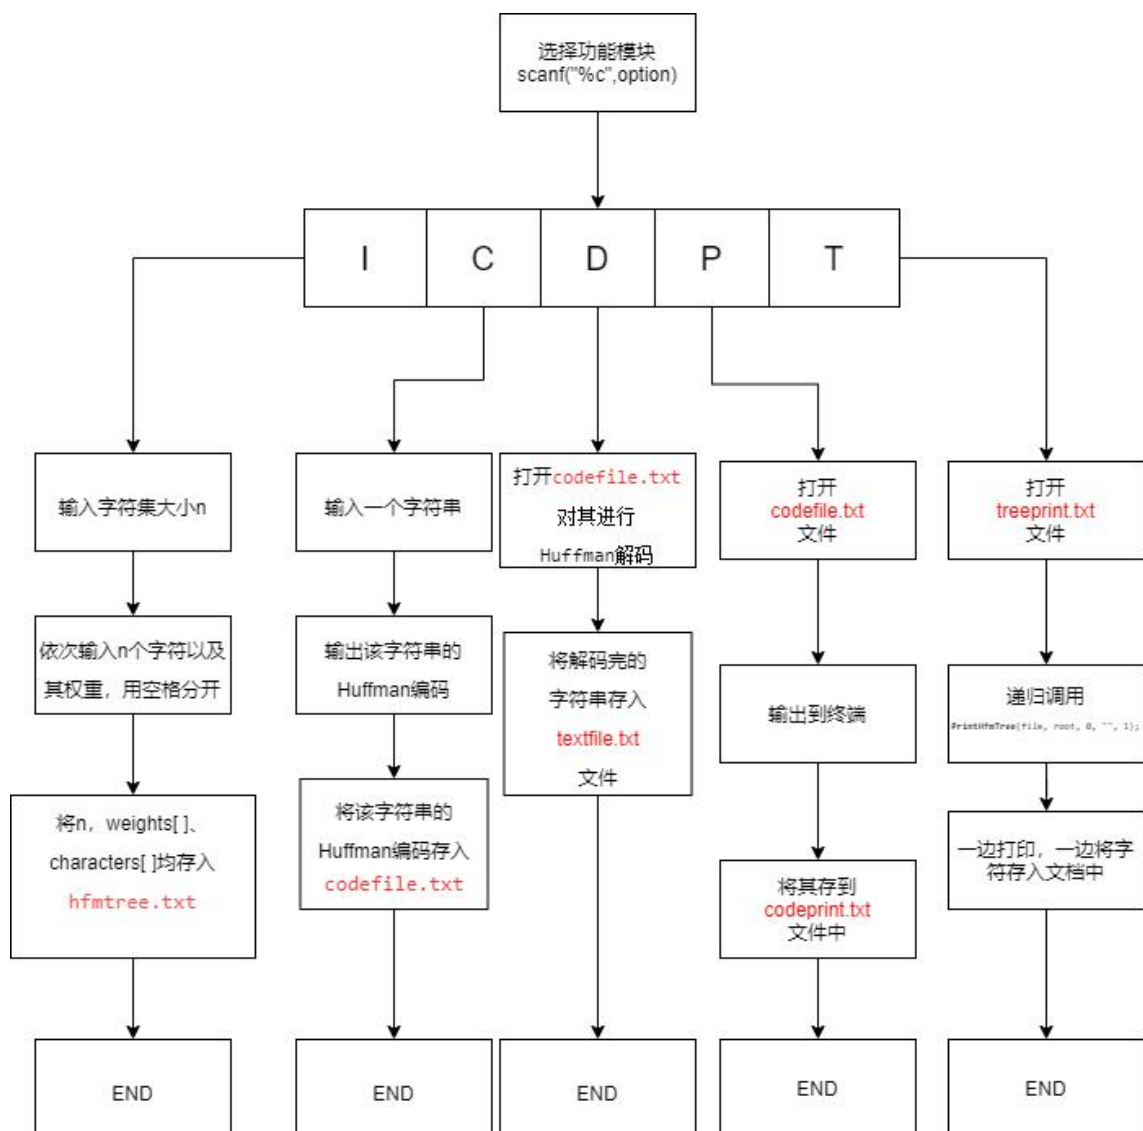 选择功能模块
scanf("%c",option)
I
C
D
P
T
输入字符集大小n
依次输入n个字符以及
其权重，用空格分开
将n，weights[ ]、
characters[ ]均存入
hfmtree.txt
END
输入一个字符串
输出该字符串的
Huffman编码
将该字符串的
Huffman编码存入
codefile.txt
END
打开codefile.txt
对其进行
Huffman解码
将解码完的
字符串存入
textfile.txt
文件
END
打开
codefile.txt
文件
输出到终端
将其存到
codeprint.txt
文件中
END
打开
treeprint.txt
文件
递归调用
PrintHfmTree(file, root, 0, "", 1);
一边打印，一边将字
符存入文档中
END